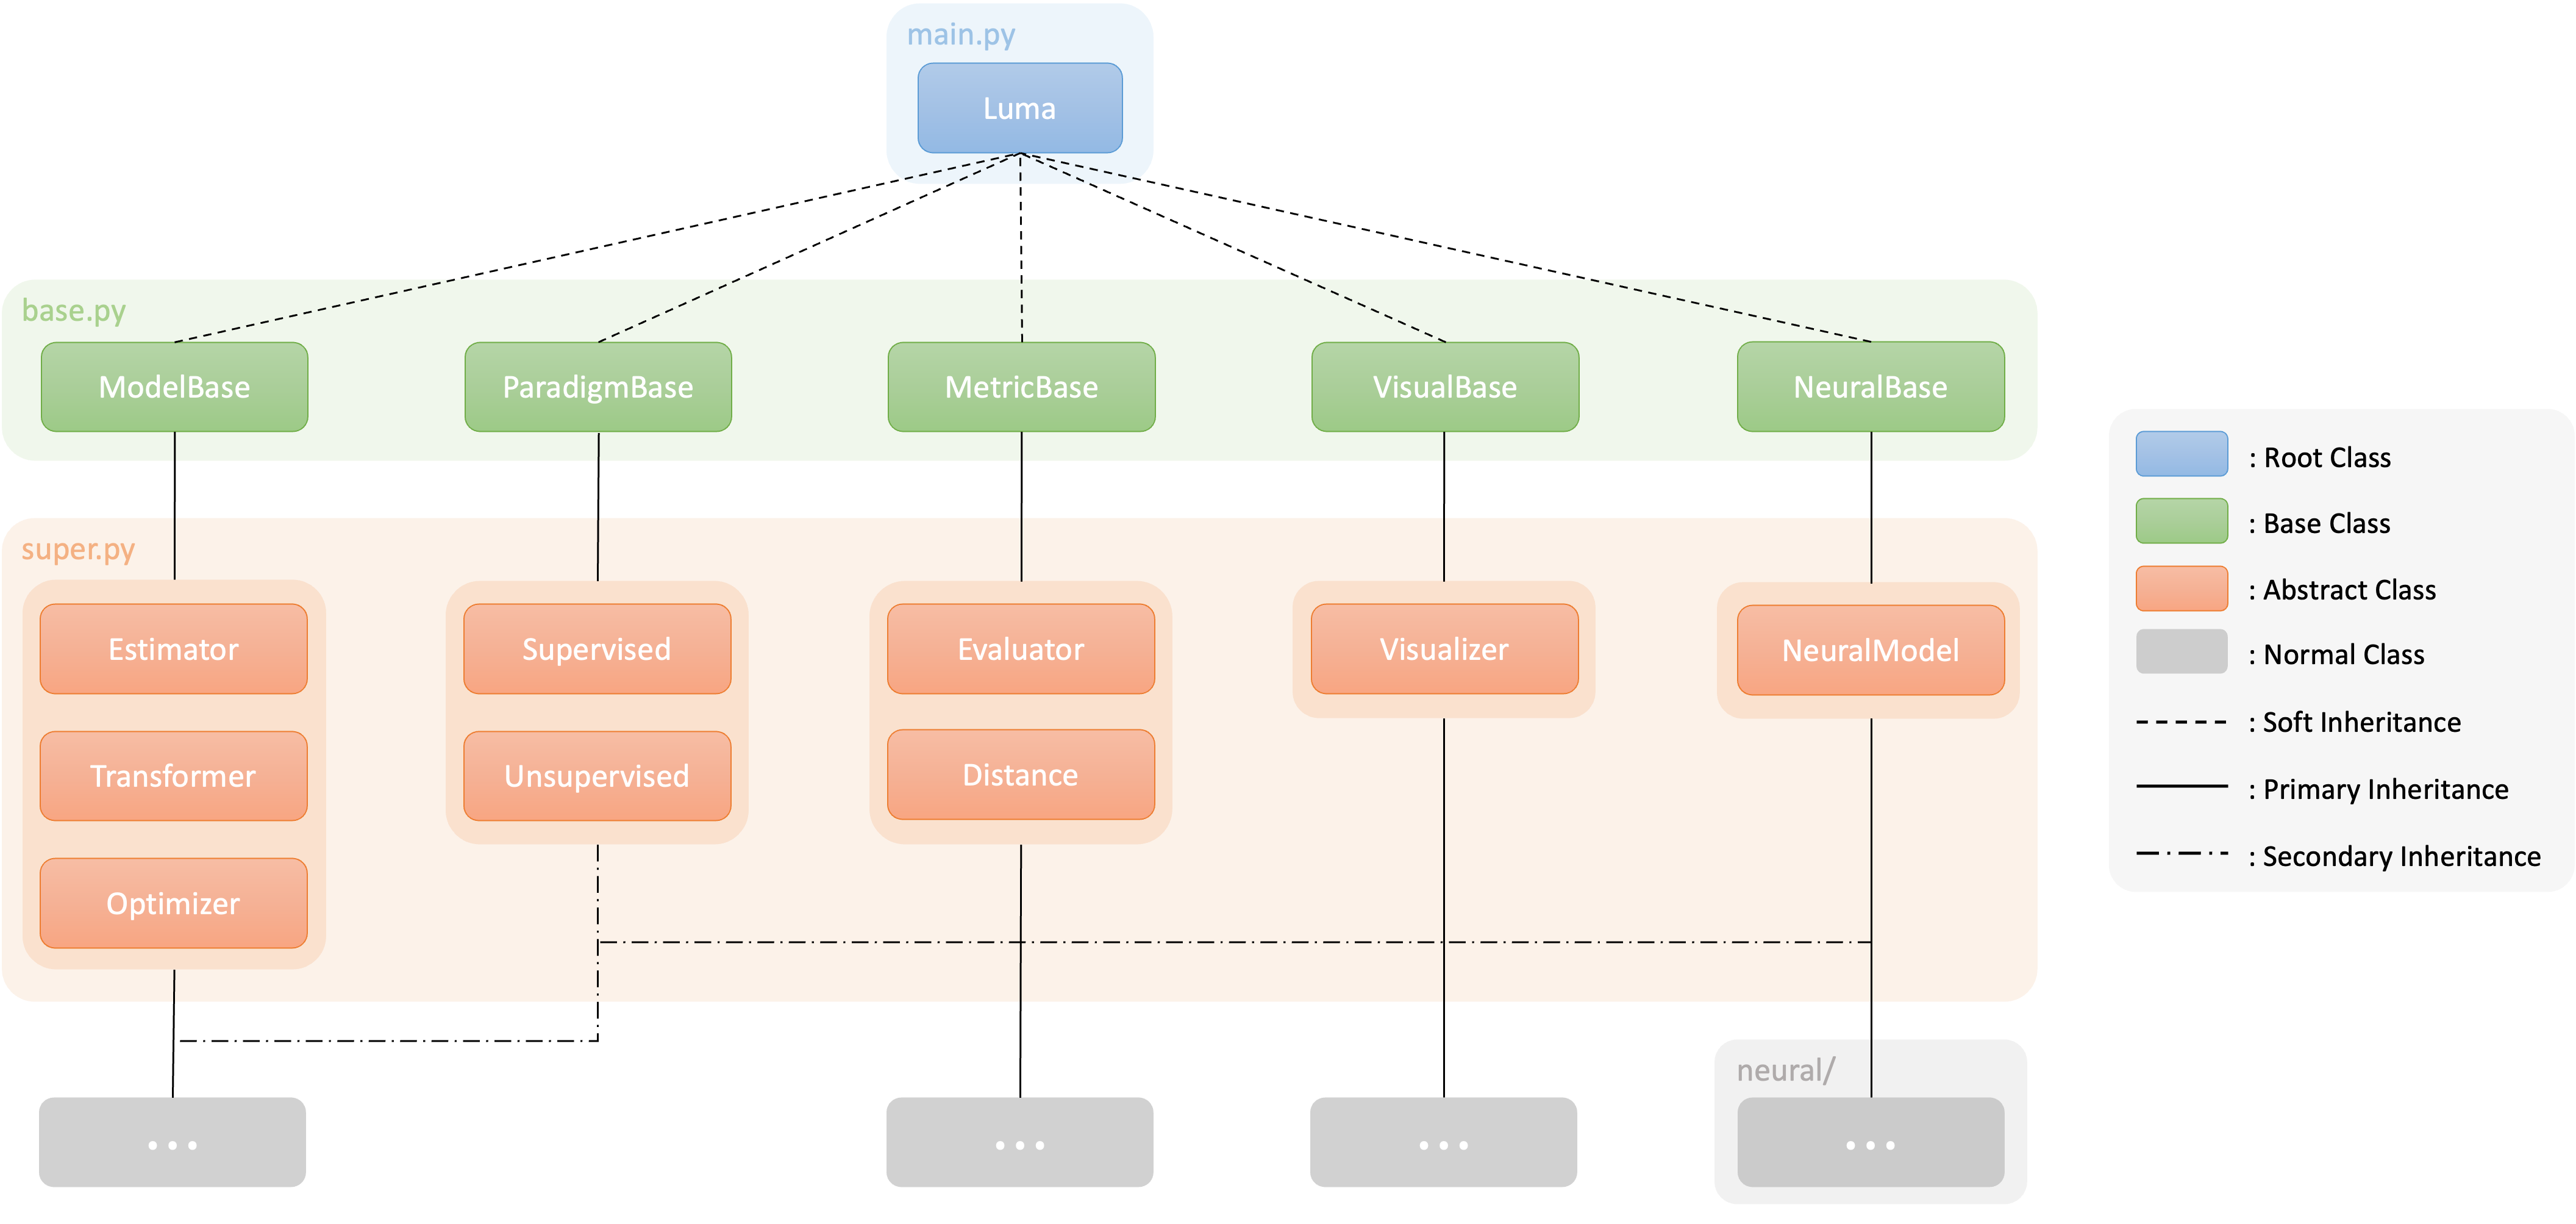 main.py
Luma
base.py
ModelBase
ParadigmBase
MetricBase
VisualBase
NeuralBase
super.py
Estimator
Transformer
Optimizer
Supervised
Unsupervised
Evaluator
Distance
Visualizer
NeuralModel
...
...
...
neural/
...
: Root Class
: Base Class
: Abstract Class
: Normal Class
: Soft Inheritance
: Primary Inheritance
: Secondary Inheritance